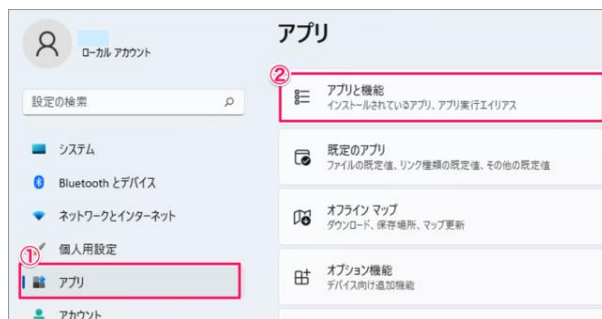 ローカル アカウント
設定の検索
システム
Bluetooth とデバイス
ネットワークとインターネット
個人用設定
①
アプリ
アカウント
アプリ
②
アプリと機能
インストールされているアプリ、アプリ実行エイリアス
既定のアプリ
ファイルの既定値、リンク種類の既定値、その他の既定値
オフライン マップ
ダウンロード、保存場所、マップ更新
オプション機能
デバイス向け追加機能